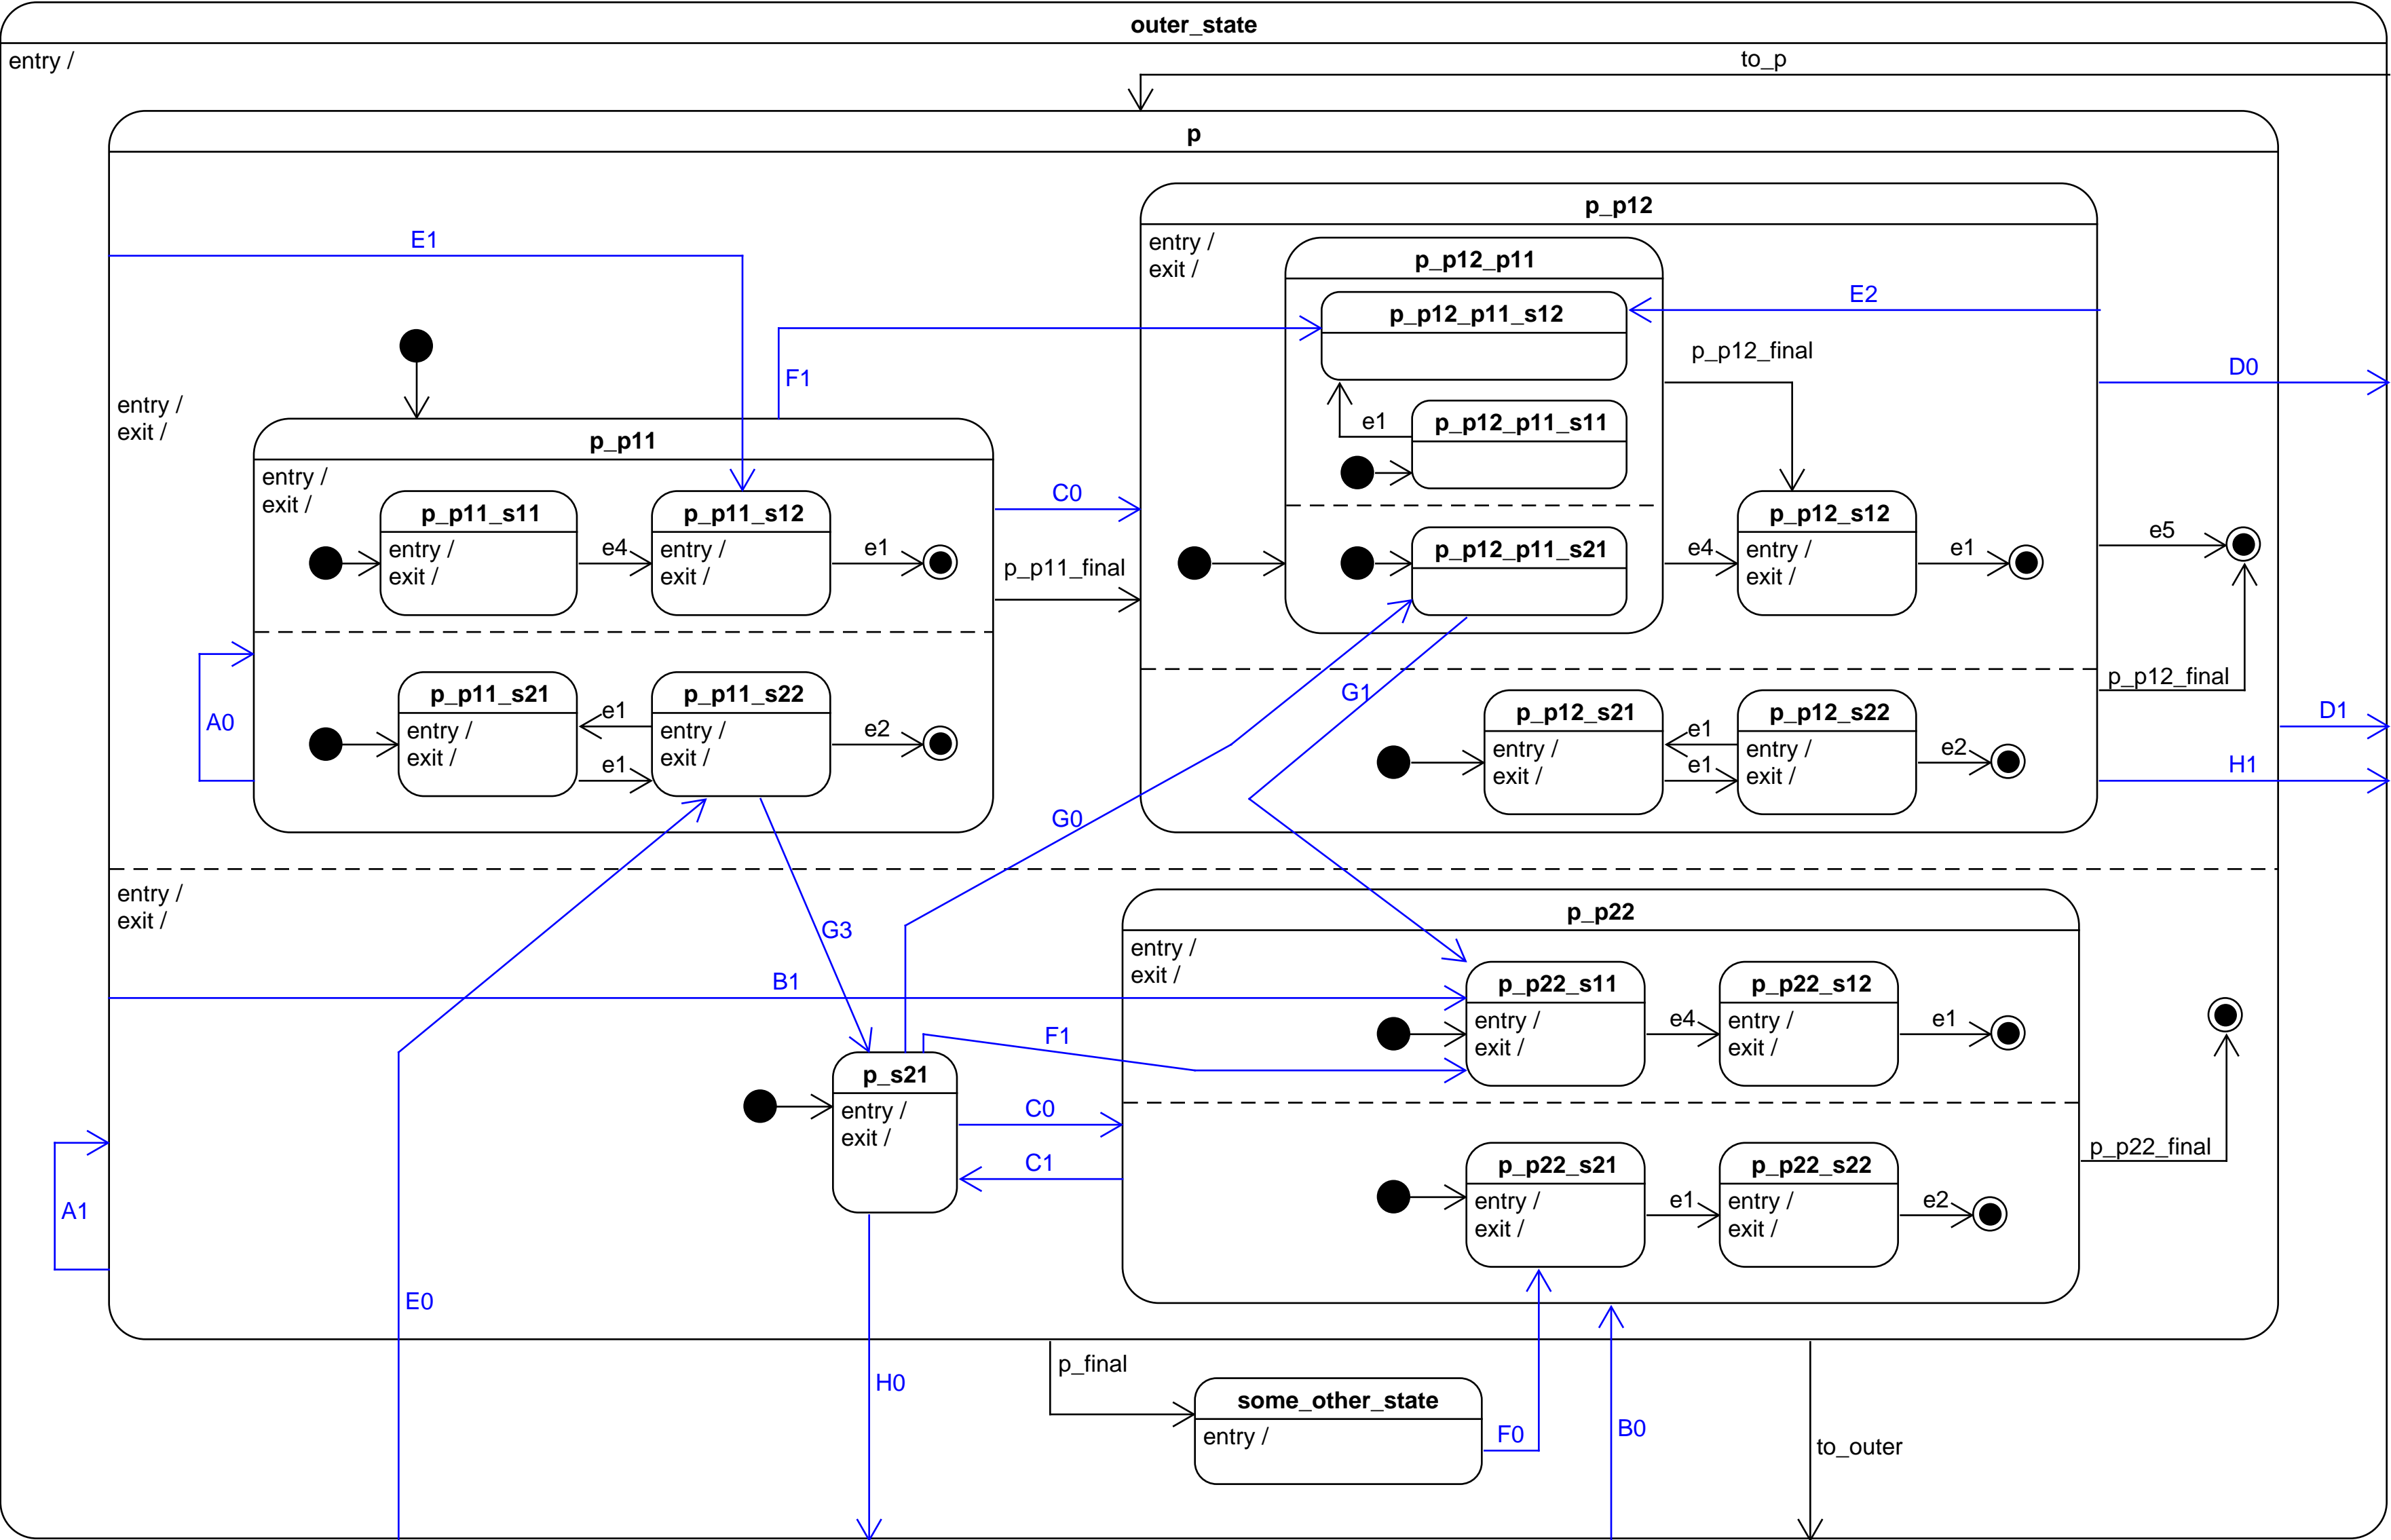 outer_state
entry /
to_p
p
p_p12
E1
entry /
exit /
p_p12_p11
E2
p_p12_p11_s12
p_p12_final
D0
F1
entry /
exit /
e1
p_p12_p11_s11
p_p11
entry /
exit /
C0
p_p11_s11
entry /
exit /
e4
p_p11_s12
entry /
exit /
e1
p_p11_final
p_p12_p11_s21
e4
p_p12_s12
entry /
exit /
e1
e5
p_p12_final
A0
p_p11_s21
entry /
exit /
e1
e1
p_p11_s22
entry /
exit /
e2
G1
p_p12_s21
entry /
exit /
e1
e1
p_p12_s22
entry /
exit /
e2
D1
H1
G0
entry /
exit /
G3
p_p22
entry /
exit /
B1
p_p22_s11
entry /
exit /
e4
p_p22_s12
entry /
exit /
e1
F1
p_s21
entry /
exit /
C0
C1
p_p22_s21
entry /
exit /
e1
p_p22_s22
entry /
exit /
e2
p_p22_final
A1
E0
p_final
H0
some_other_state
entry /
F0
B0
to_outer